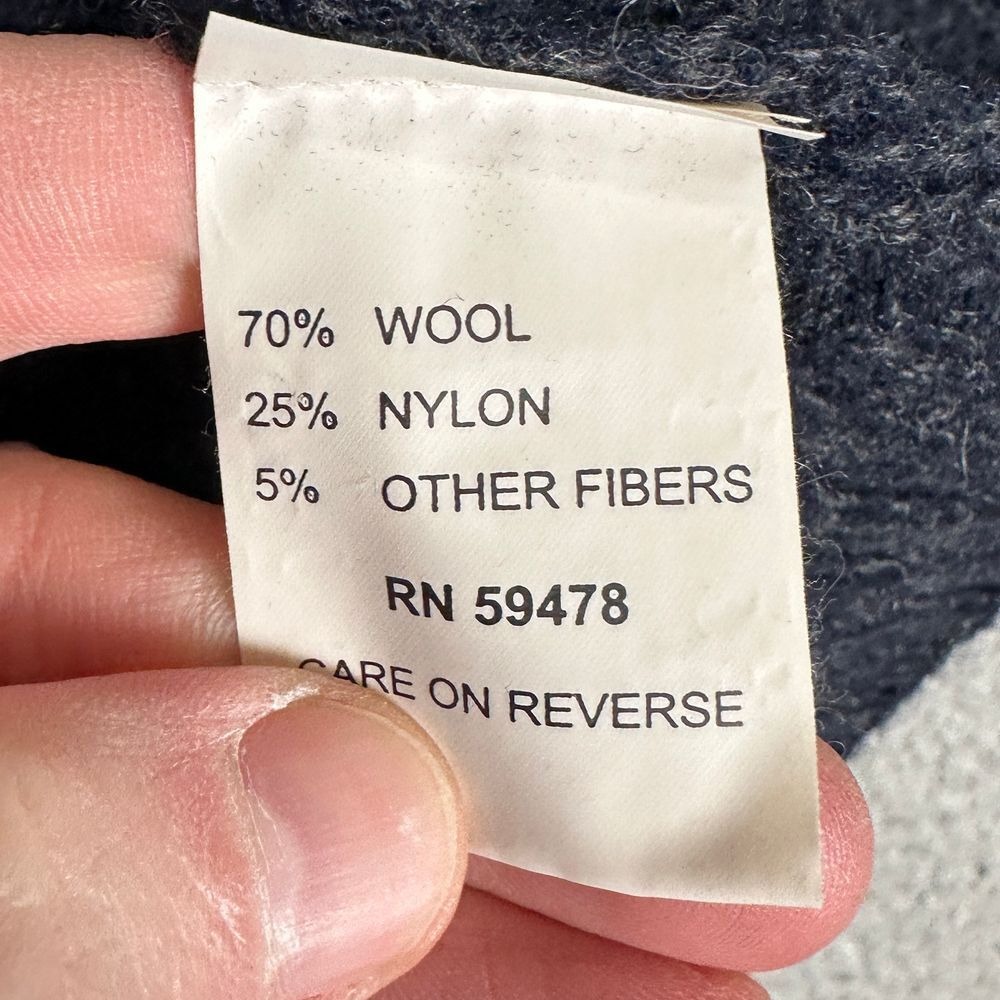 70% WOOL
25% NYLON
5% OTHER FIBERS
RN 59478
CARE ON REVERSE